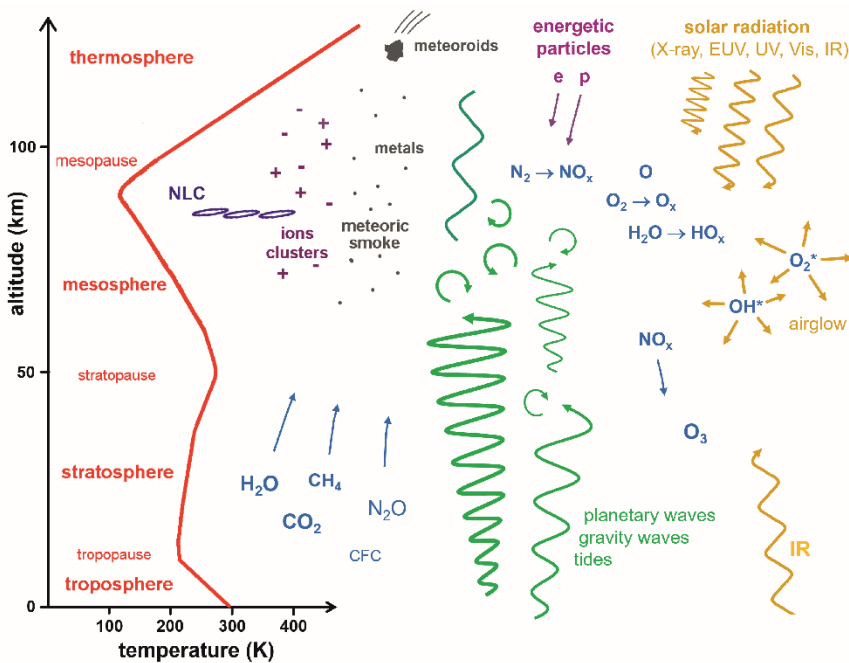 thermosphere
meteoroids
energetic
particles
e p
solar radiation
(X-ray, EUV, UV, Vis, IR)
altitude (km)
100
mesopause
metals
N₂ → NOₓ
O
O₂ → Oₓ
NLC
ions
clusters
meteoric
smoke
H₂O → HOₓ
O₂*
mesosphere
OH*
airglow
NOₓ
50
stratopause
O₃
stratosphere
H₂O
CH₄
N₂O
CO₂
planetary waves
gravity waves
tides
tropopause
CFC
IR
troposphere
0
100 200 300 400
temperature (K)
- + - + + - + + - + -